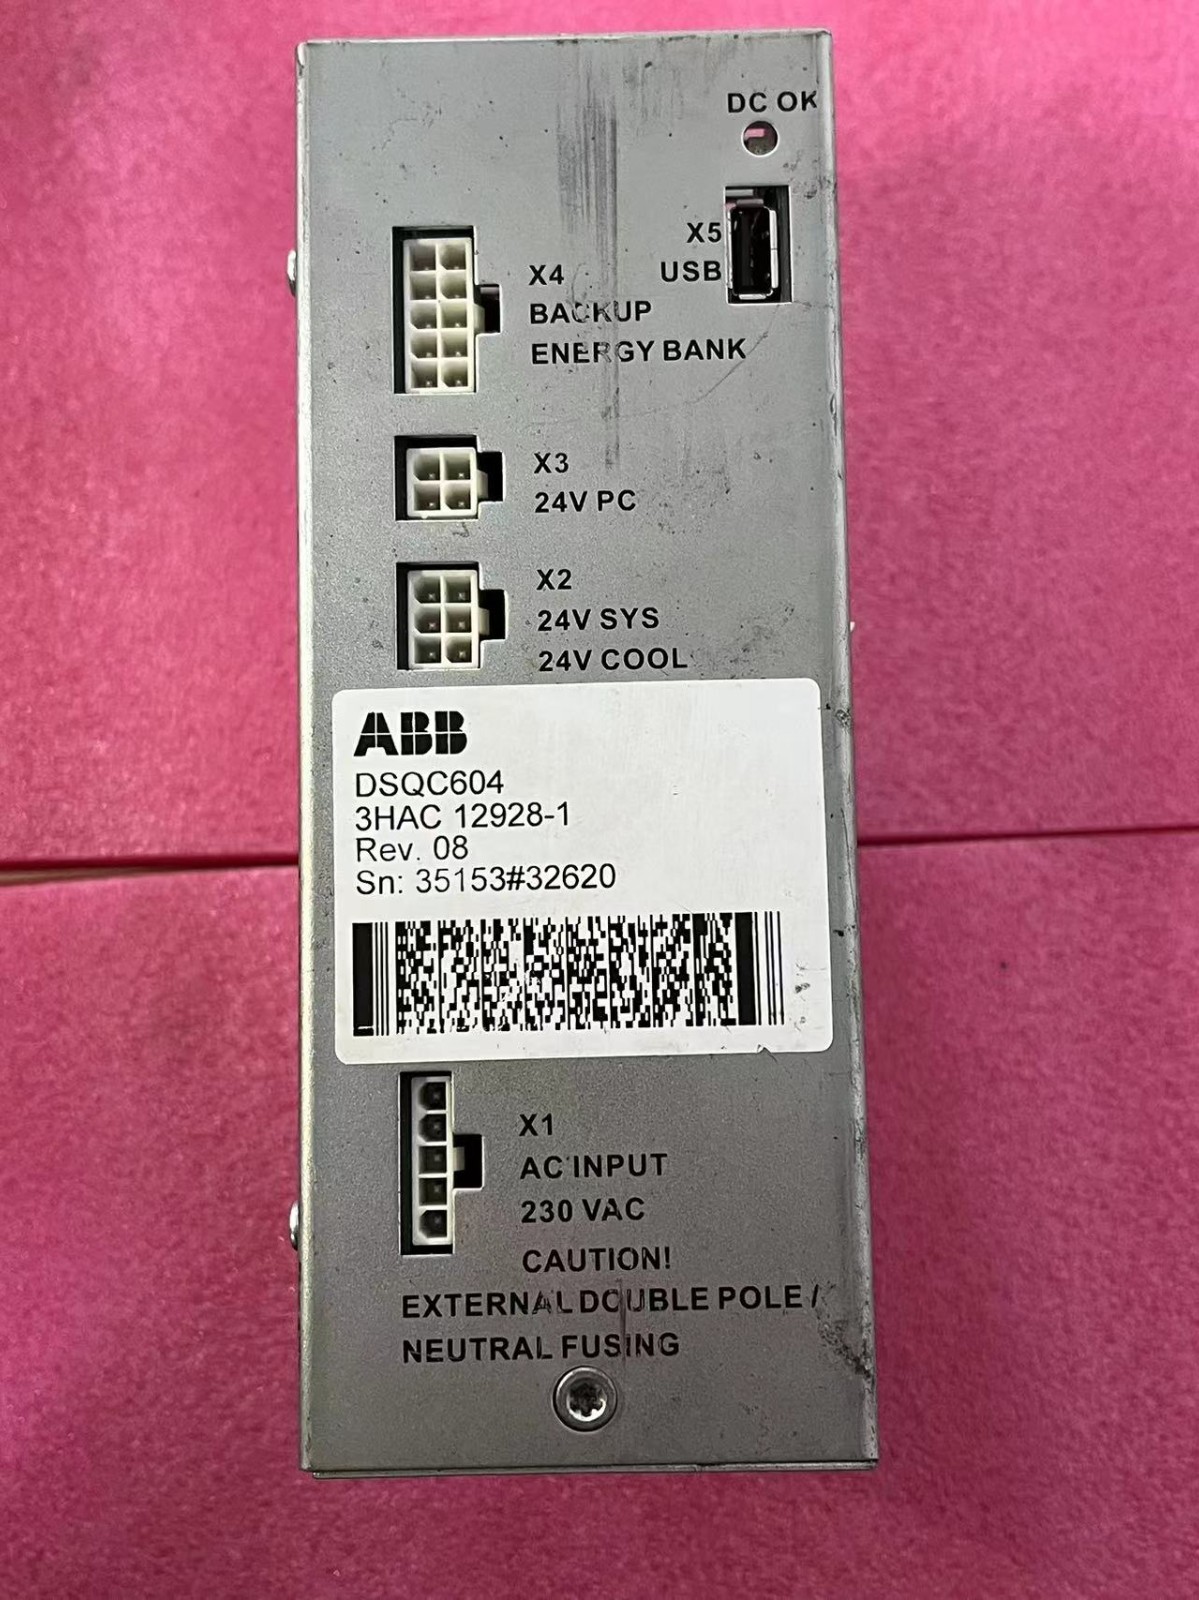 DC OK
X5
USB
X4
BACKUP
ENERGY BANK
X3
24V PC
X2
24V SYS
24V COOL
ABB
DSQC604
3HAC 12928-1
Rev. 08
Sn: 35153#32620
X1
AC INPUT
230 VAC
CAUTION!
EXTERNAL DOUBLE POLE /
NEUTRAL FUSING